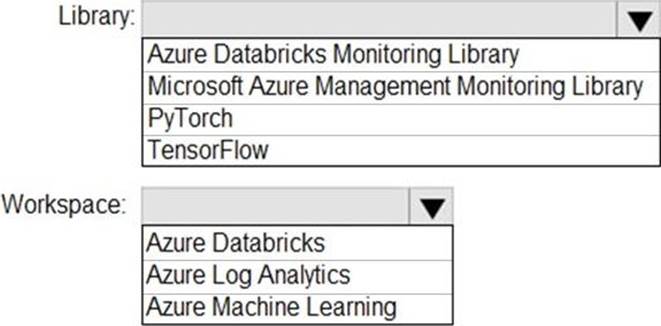 Library:
Azure Databricks Monitoring Library
Microsoft Azure Management Monitoring Library
PyTorch
TensorFlow
Workspace:
Azure Databricks
Azure Log Analytics
Azure Machine Learning